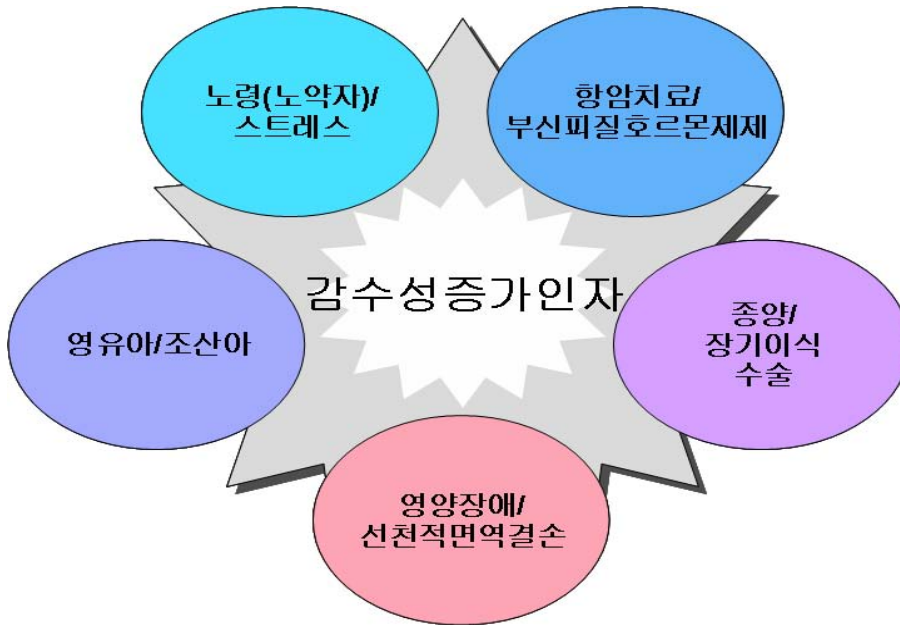 노령(노약자)/
스트레스
항암치료/
부신피질호르몬제제
감수성증가인자
영유아/조산아
종양/
장기이식
수술
영양장애/
선천적면역결손